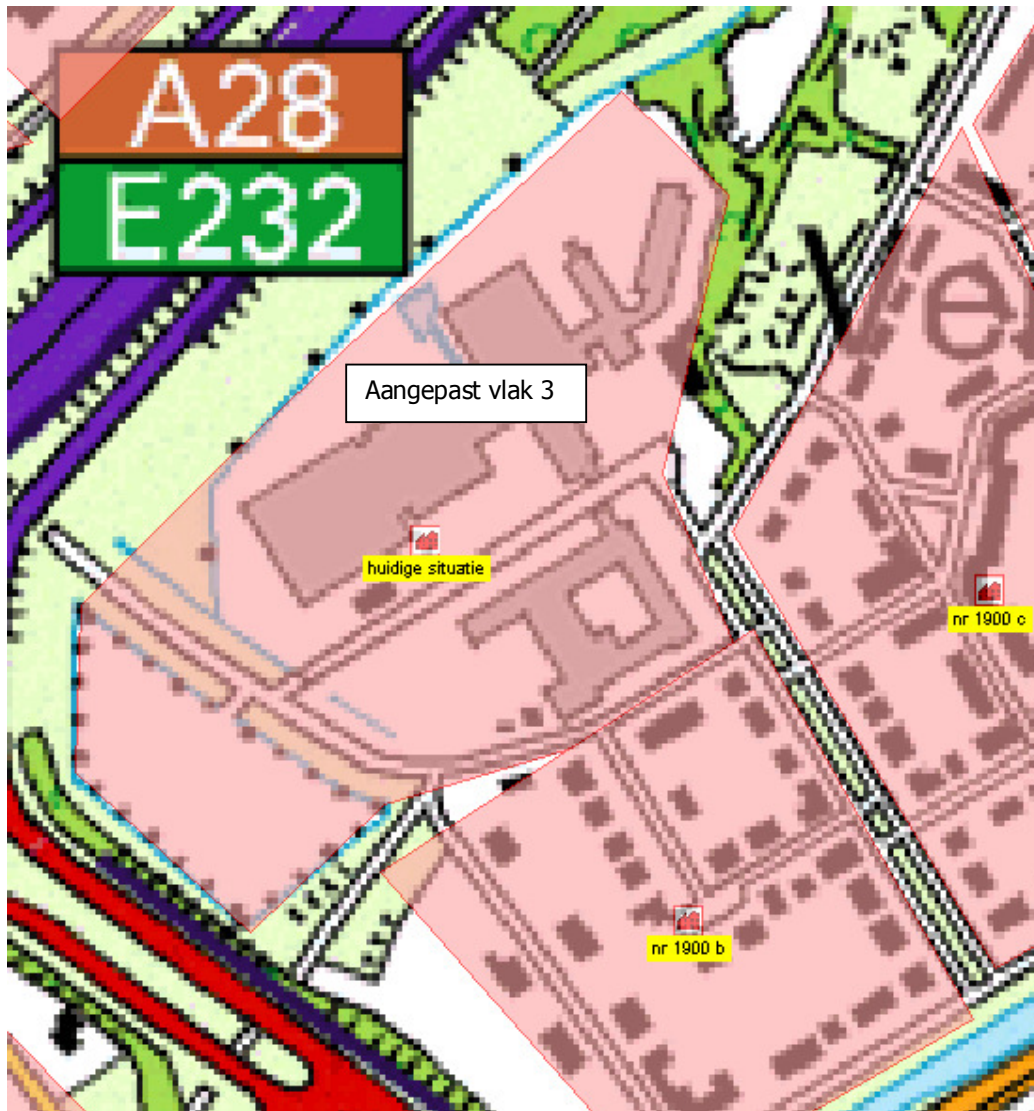 A28
E232
e
Aangepast vlak 3
huidige situatie
nr 1900 c
nr 1900 b